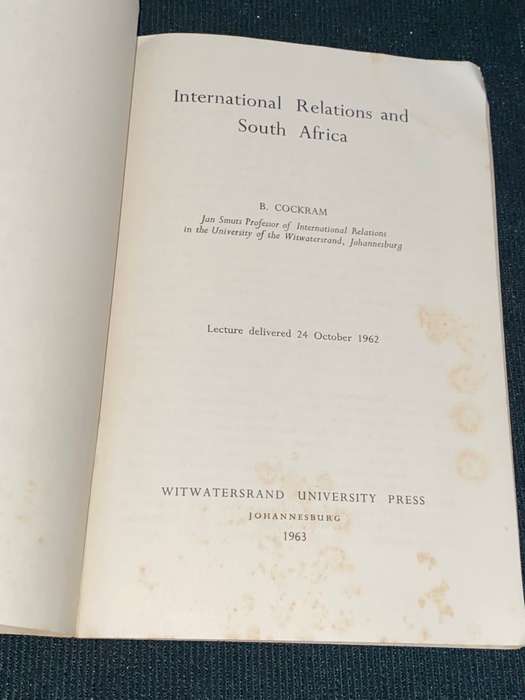 International Relations and
South Africa
B. COCKRAM
Jan Smuts Professor of International Relations
in the University of the Witwatersrand, Johannesburg
Lecture delivered 24 October 1962
WITWATERSRAND UNIVERSITY PRESS
JOHANNESBURG
1963